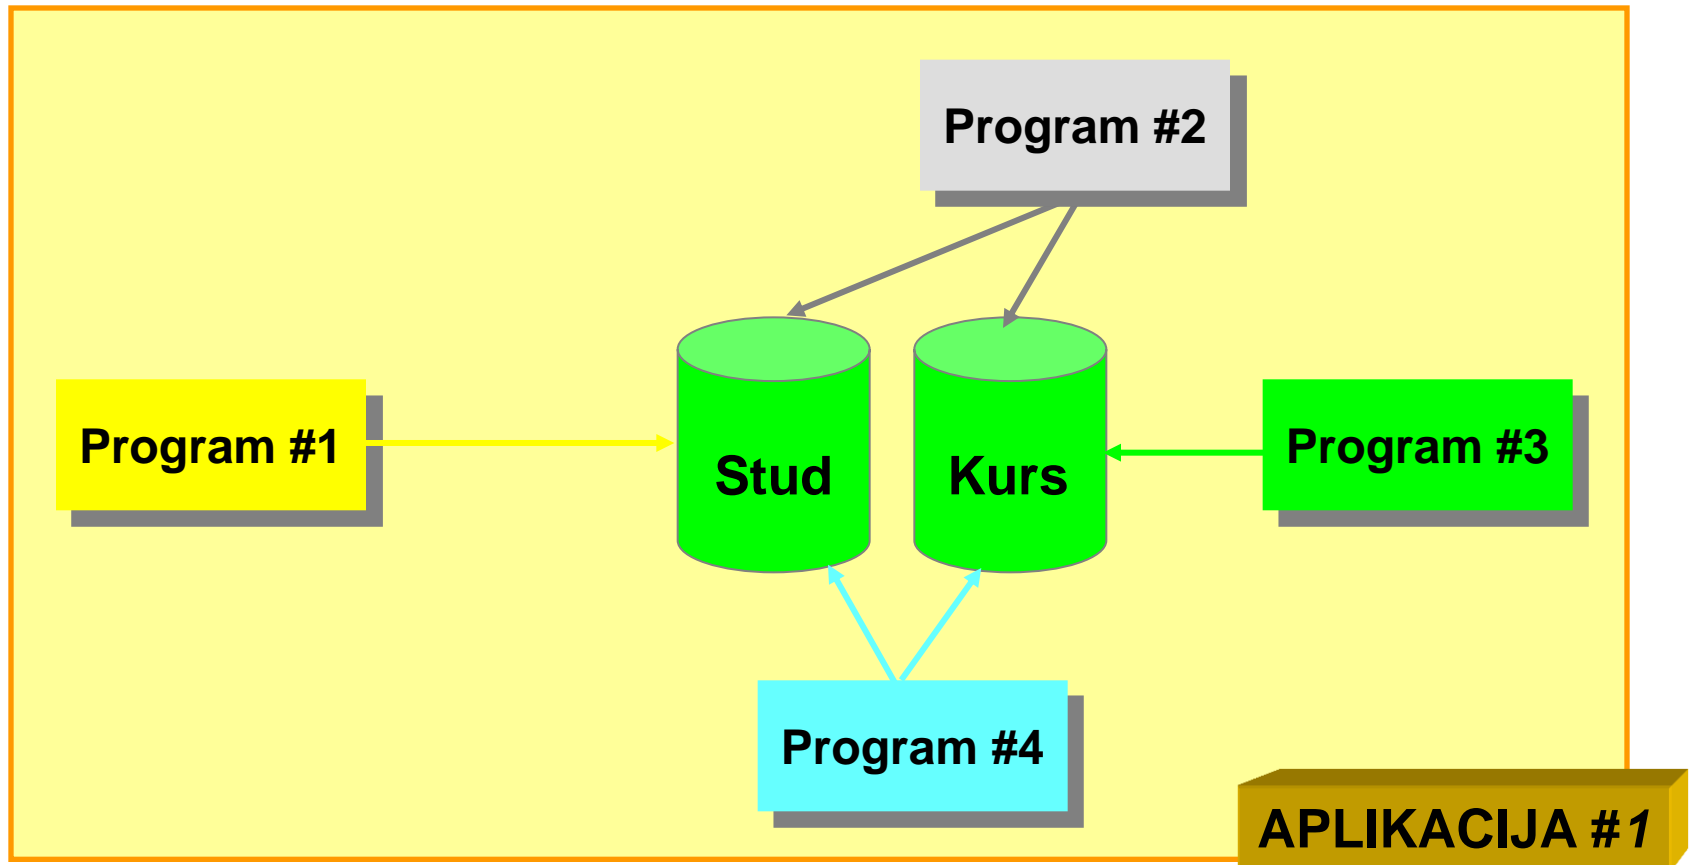 Program #2
Program #1
Stud
Kurs
Program #3
Program #4
APLIKACIJA #1